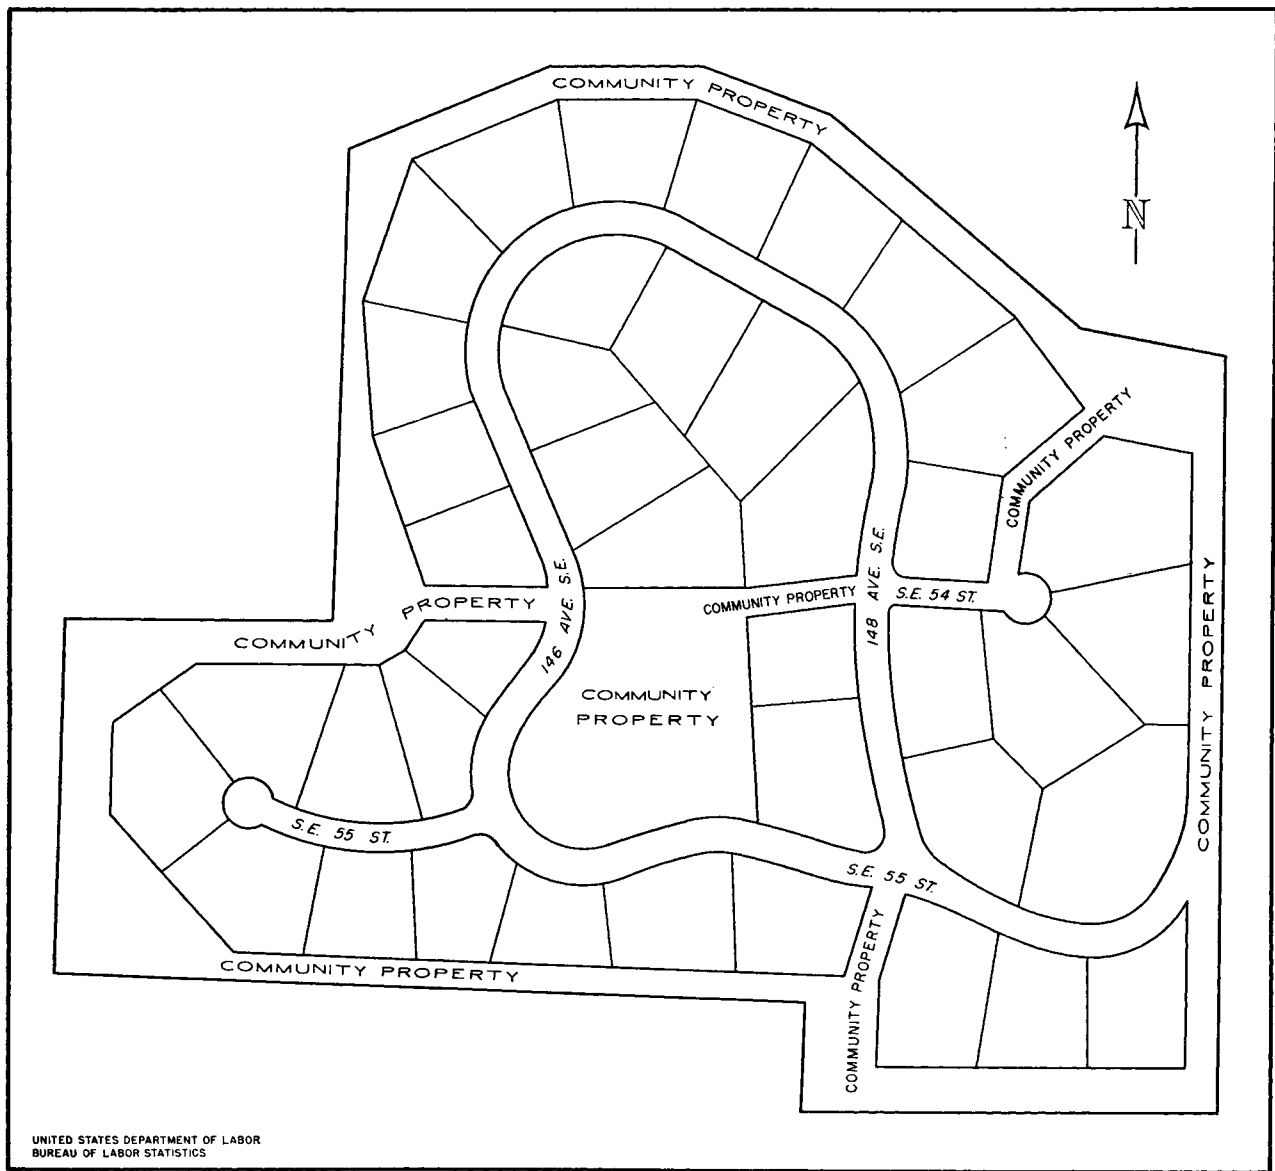 COMMUNITY PROPERTY
N
COMMUNITY PROPERTY
COMMUNITY PROPERTY
148 AVE. S.E.
146 AVE. S.E.
S.E. 54 ST.
COMMUNITY PROPERTY
COMMUNITY PROPERTY
COMMUNITY PROPERTY
COMMUNITY
PROPERTY
S.E. 55 ST.
S.E. 55 ST.
COMMUNITY PROPERTY
COMMUNITY PROPERTY
UNITED STATES DEPARTMENT OF LABOR
BUREAU OF LABOR STATISTICS